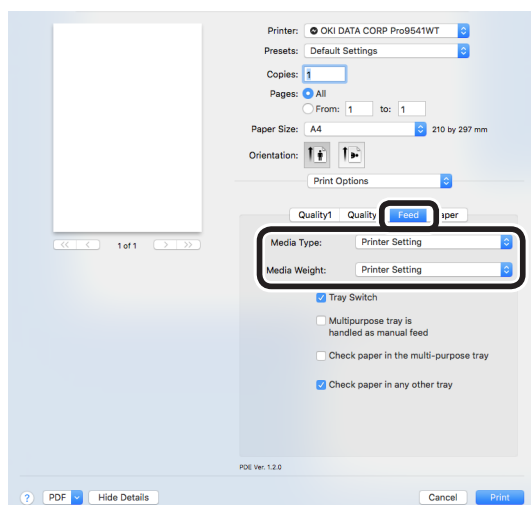 Printer: OKI DATA CORP Pro9541WT
Presets: Default Settings
Copies: 1
Pages: All
From: 1 to: 1
Paper Size: A4 210 by 297 mm
Orientation:
Print Options
Quality1 Quality Feed aper
<< < 1 of 1 > >>
Media Type: Printer Setting
Media Weight: Printer Setting
Tray Switch
Multipurpose tray is
handled as manual feed
Check paper in the multi-purpose tray
Check paper in any other tray
PDE Ver. 1.2.0
? PDF Hide Details Cancel Print